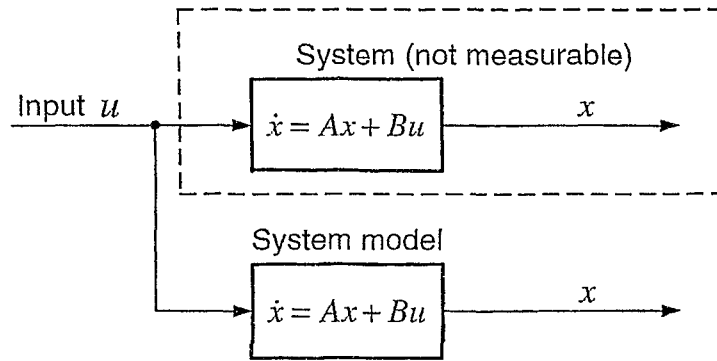 System (not measurable)
Input u
ẋ = Ax + Bu
x
System model
ẋ = Ax + Bu
x